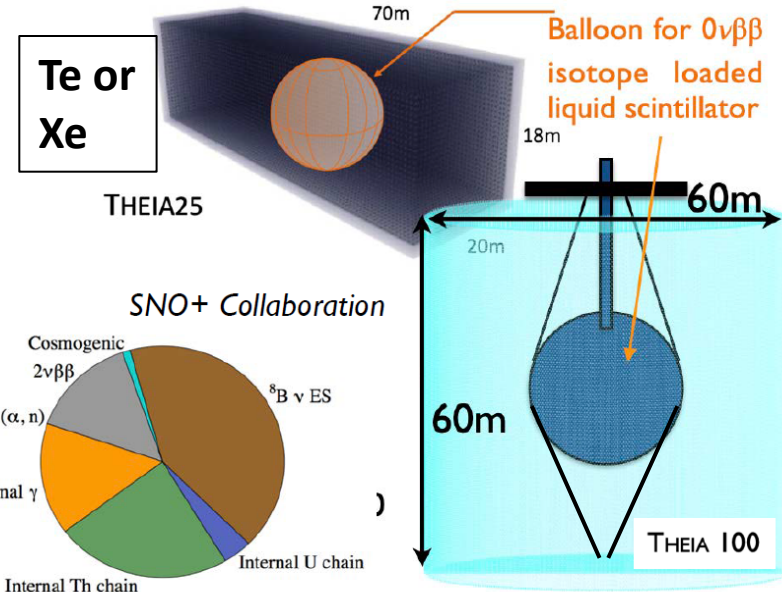 70m
Balloon for 0νββ
isotope loaded
liquid scintillator
Te or
Xe
18m
THEIA25
60m
20m
SNO+ Collaboration
Cosmogenic
2νββ
⁸B ν ES
(α, n)
60m
nal γ
THEIA 100
Internal U chain
Internal Th chain